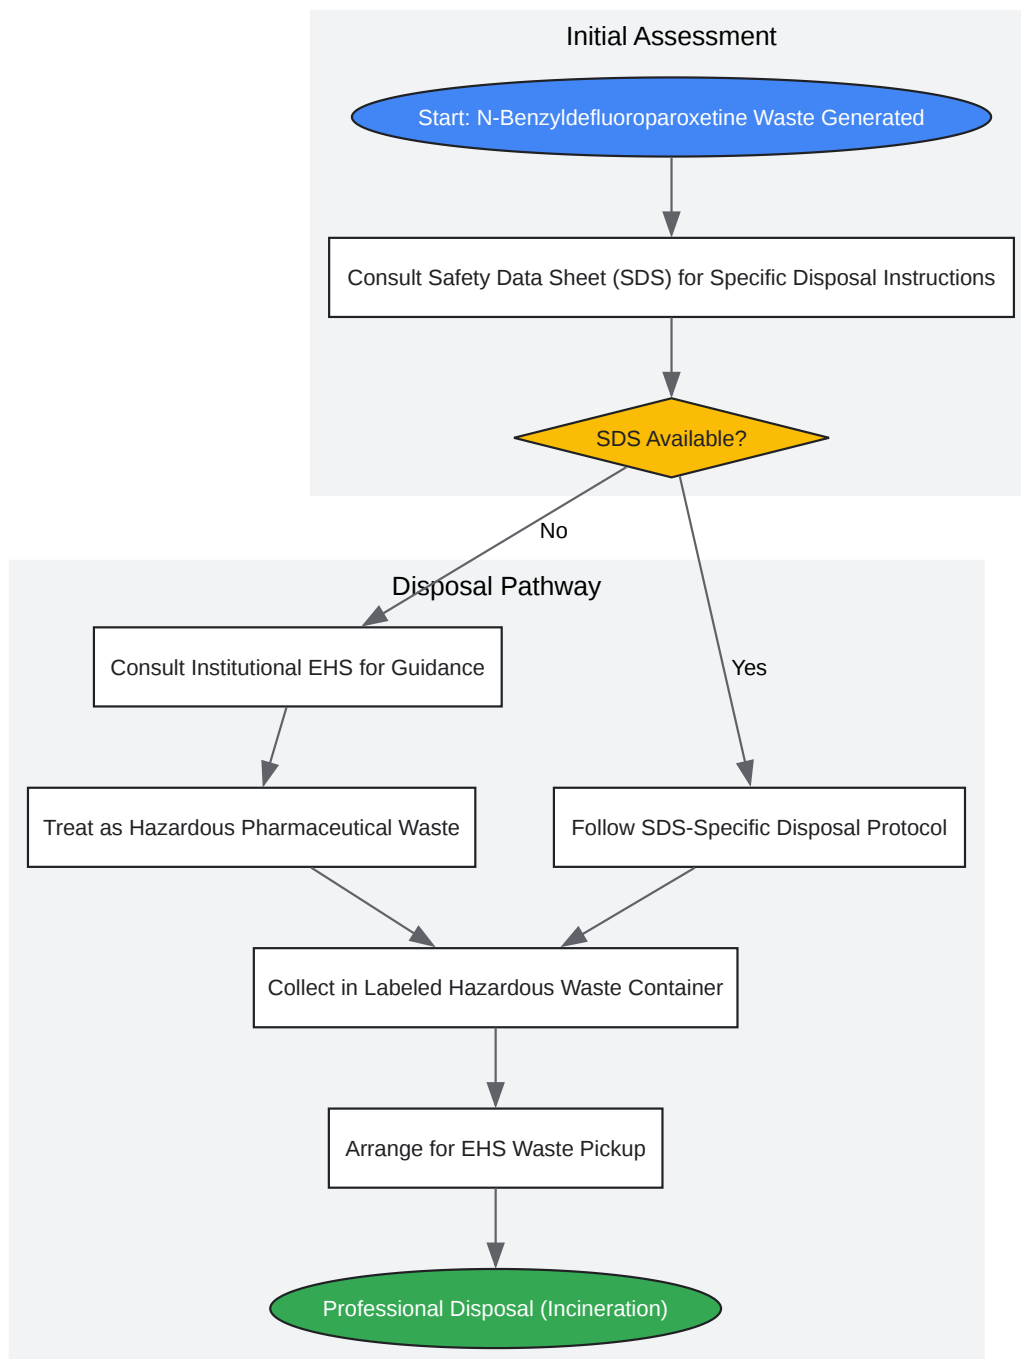 Initial Assessment
Start: N-Benzyldefluoroparoxetine Waste Generated
Consult Safety Data Sheet (SDS) for Specific Disposal Instructions
SDS Available?
No
Disposal Pathway
Consult Institutional EHS for Guidance
Yes
Treat as Hazardous Pharmaceutical Waste
Follow SDS-Specific Disposal Protocol
Collect in Labeled Hazardous Waste Container
Arrange for EHS Waste Pickup
Professional Disposal (Incineration)